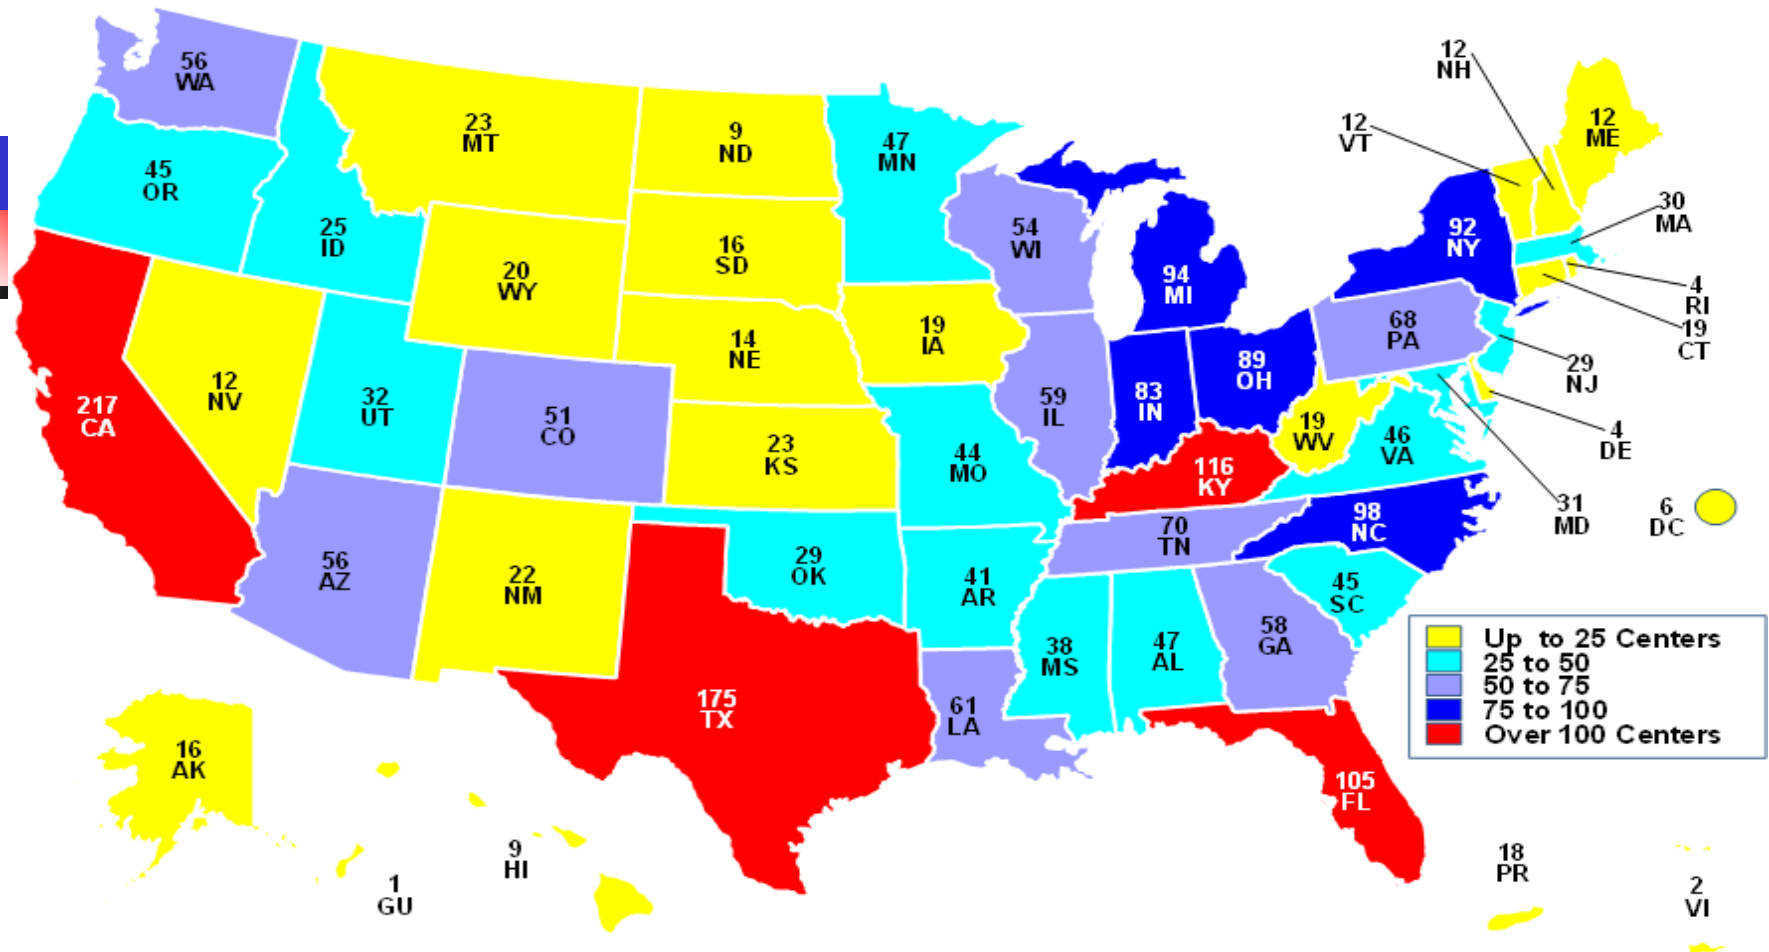 56
WA
45
OR
25
ID
23
MT
9
ND
47
MN
16
SD
20
WY
54
WI
94
MI
12
NH
12
VT
12
ME
92
NY
30
MA
4
RI
19
CT
68
PA
29
NJ
4
DE
31
MD
6
DC
217
CA
12
NV
32
UT
51
CO
14
NE
19
IA
59
IL
83
IN
89
OH
19
WV
46
VA
23
KS
44
MO
116
KY
98
NC
70
TN
56
AZ
22
NM
29
OK
41
AR
45
SC
38
MS
47
AL
58
GA
175
TX
61
LA
105
FL
16
AK
1
GU
9
HI
18
PR
2
VI
Up to 25 Centers
25 to 50
50 to 75
75 to 100
Over 100 Centers